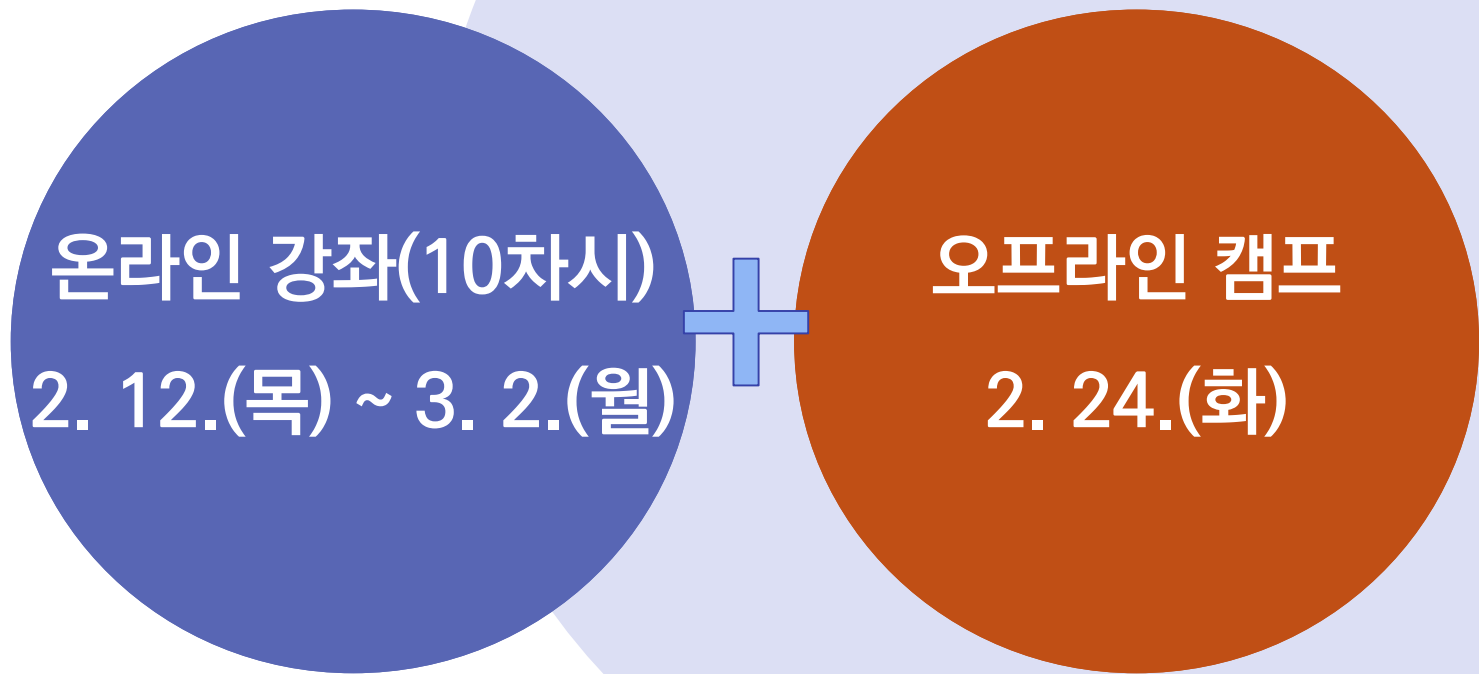 온라인 강좌(10차시)
2. 12.(목) ~ 3. 2.(월)
오프라인 캠프
2. 24.(화)